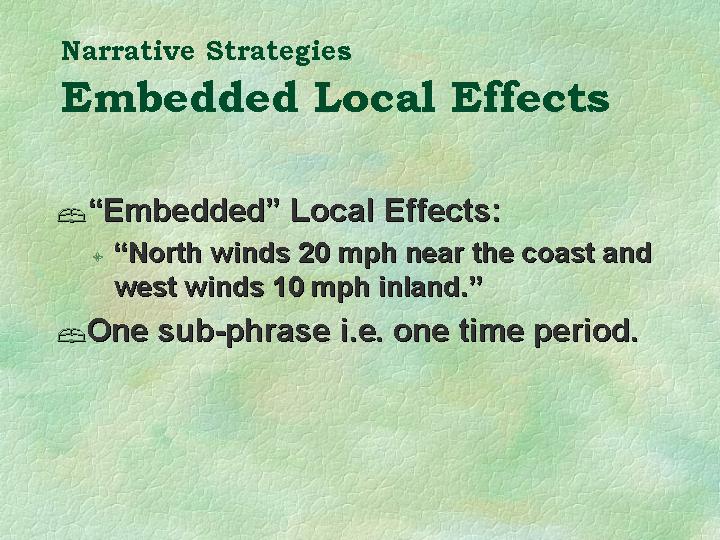 Narrative Strategies
Embedded Local Effects
“Embedded” Local Effects:
“North winds 20 mph near the coast and
west winds 10 mph inland.”
One sub-phrase i.e. one time period.